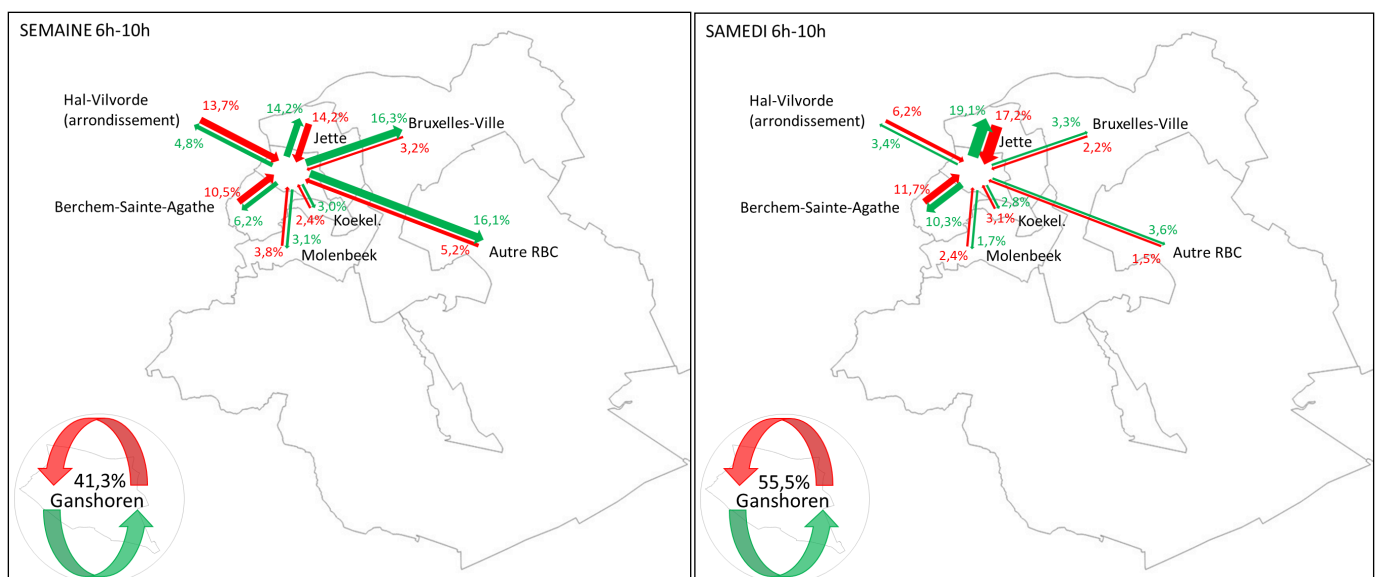 SEMAINE 6h-10h
Hal-Vilvorde
(arrondissement)
13,7%
4,8%
14,2%
14,2%
Jette
16,3%
Bruxelles-Ville
3,2%
10,5%
Berchem-Sainte-Agathe
6,2%
3,0%
2,4%
Koekel.
3,8%
3,1%
Molenbeek
16,1%
5,2%
Autre RBC
41,3%
Ganshoren
SAMEDI 6h-10h
Hal-Vilvorde
(arrondissement)
6,2%
3,4%
19,1%
17,2%
Jette
3,3%
Bruxelles-Ville
2,2%
11,7%
Berchem-Sainte-Agathe
10,3%
2,8%
3,1%
Koekel.
2,4%
1,7%
Molenbeek
3,6%
1,5%
Autre RBC
55,5%
Ganshoren